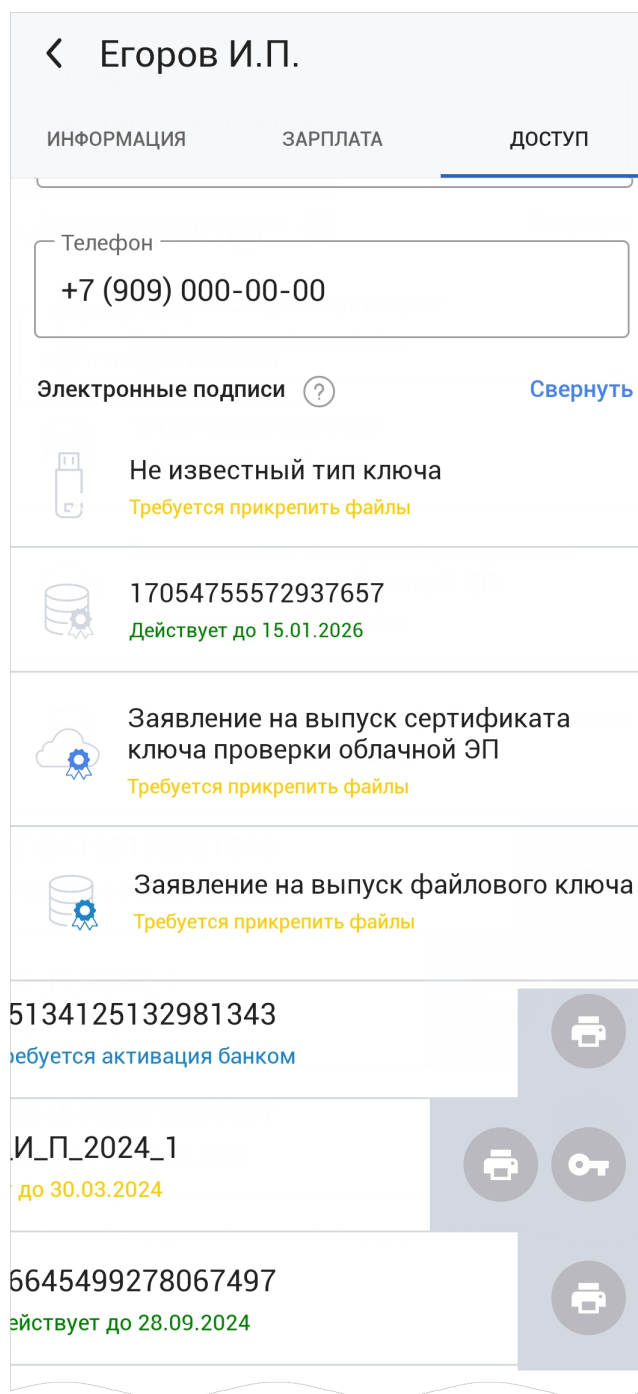 Егоров И.П.
ИНФОРМАЦИЯ ЗАРПЛАТА ДОСТУП
Телефон
+7 (909) 000-00-00
Электронные подписи ? Свернуть
Не известный тип ключа
Требуется прикрепить файлы
17054755572937657
Действует до 15.01.2026
Заявление на выпуск сертификата
ключа проверки облачной ЭП
Требуется прикрепить файлы
Заявление на выпуск файлового ключа
Требуется прикрепить файлы
5134125132981343
ребуется активация банком
_И_П_2024_1
до 30.03.2024
6645499278067497
ействует до 28.09.2024